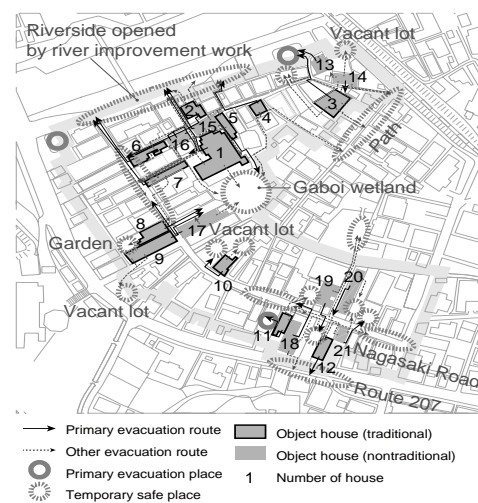 Riverside opened
by river improvement work
Vacant lot
13
14
3
Path
2
5
4
15
6
16
1
7
Gaboi wetland
8
17
Vacant lot
Garden
9
10
Vacant lot
19
20
11
18
12
21
Nagasaki Road
Route 207
Primary evacuation route
Other evacuation route
Primary evacuation place
Temporary safe place
Object house (traditional)
Object house (nontraditional)
1 Number of house